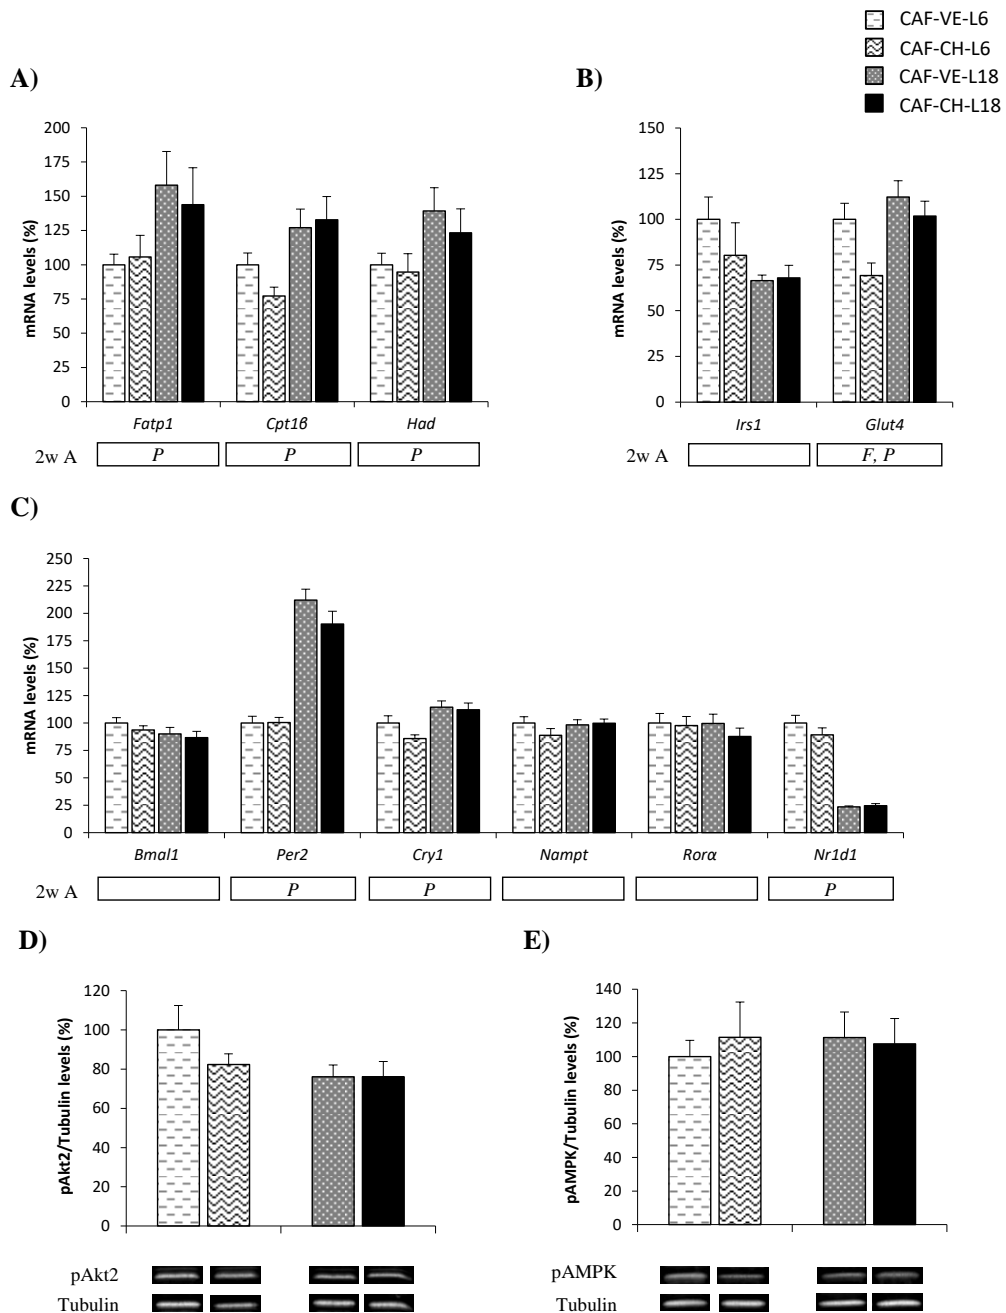 CAF-VE-L6
CAF-CH-L6
CAF-VE-L18
CAF-CH-L18
A)
mRNA levels (%)
200
175
150
125
100
75
50
25
0
Fatp1 Cpt1β Had
2w A P P P
B)
mRNA levels (%)
150
125
100
75
50
25
0
Irs1 Glut4
2w A F, P
C)
mRNA levels (%)
250
225
200
175
150
125
100
75
50
25
0
Bmal1 Per2 Cry1 Nampt Rorα Nr1d1
2w A P P P
D)
pAkt2/Tubulin levels (%)
120
100
80
60
40
20
0
pAkt2
Tubulin
E)
pAMPK/Tubulin levels (%)
140
120
100
80
60
40
20
0
pAMPK
Tubulin